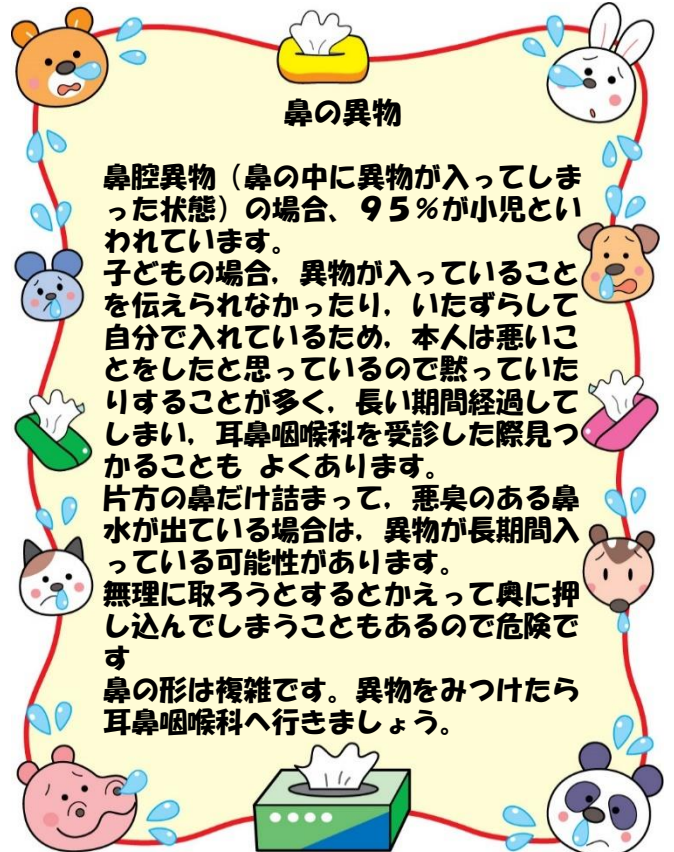 鼻の異物
鼻腔異物（鼻の中に異物が入ってしま
った状態）の場合、９５％が小児とい
われています。
子どもの場合，異物が入っていること
を伝えられなかったり，いたずらして
自分で入れているため，本人は悪いこ
とをしたと思っているので黙っていた
りすることが多く，長い期間経過して
しまい，耳鼻咽喉科を受診した際見つ
かることも よくあります。
片方の鼻だけ詰まって，悪臭のある鼻
水が出ている場合は，異物が長期間入
っている可能性があります。
無理に取ろうとするとかえって奥に押
し込んでしまうこともあるので危険で
す
鼻の形は複雑です。異物をみつけたら
耳鼻咽喉科へ行きましょう。